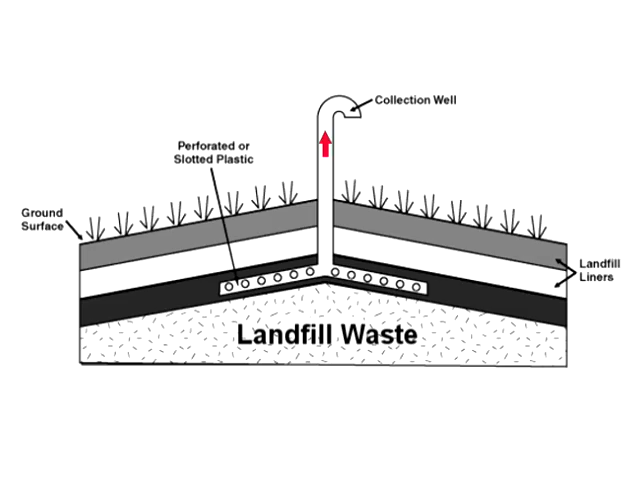 Collection Well
Perforated or
Slotted Plastic
Ground
Surface
Landfill
Liners
Landfill Waste